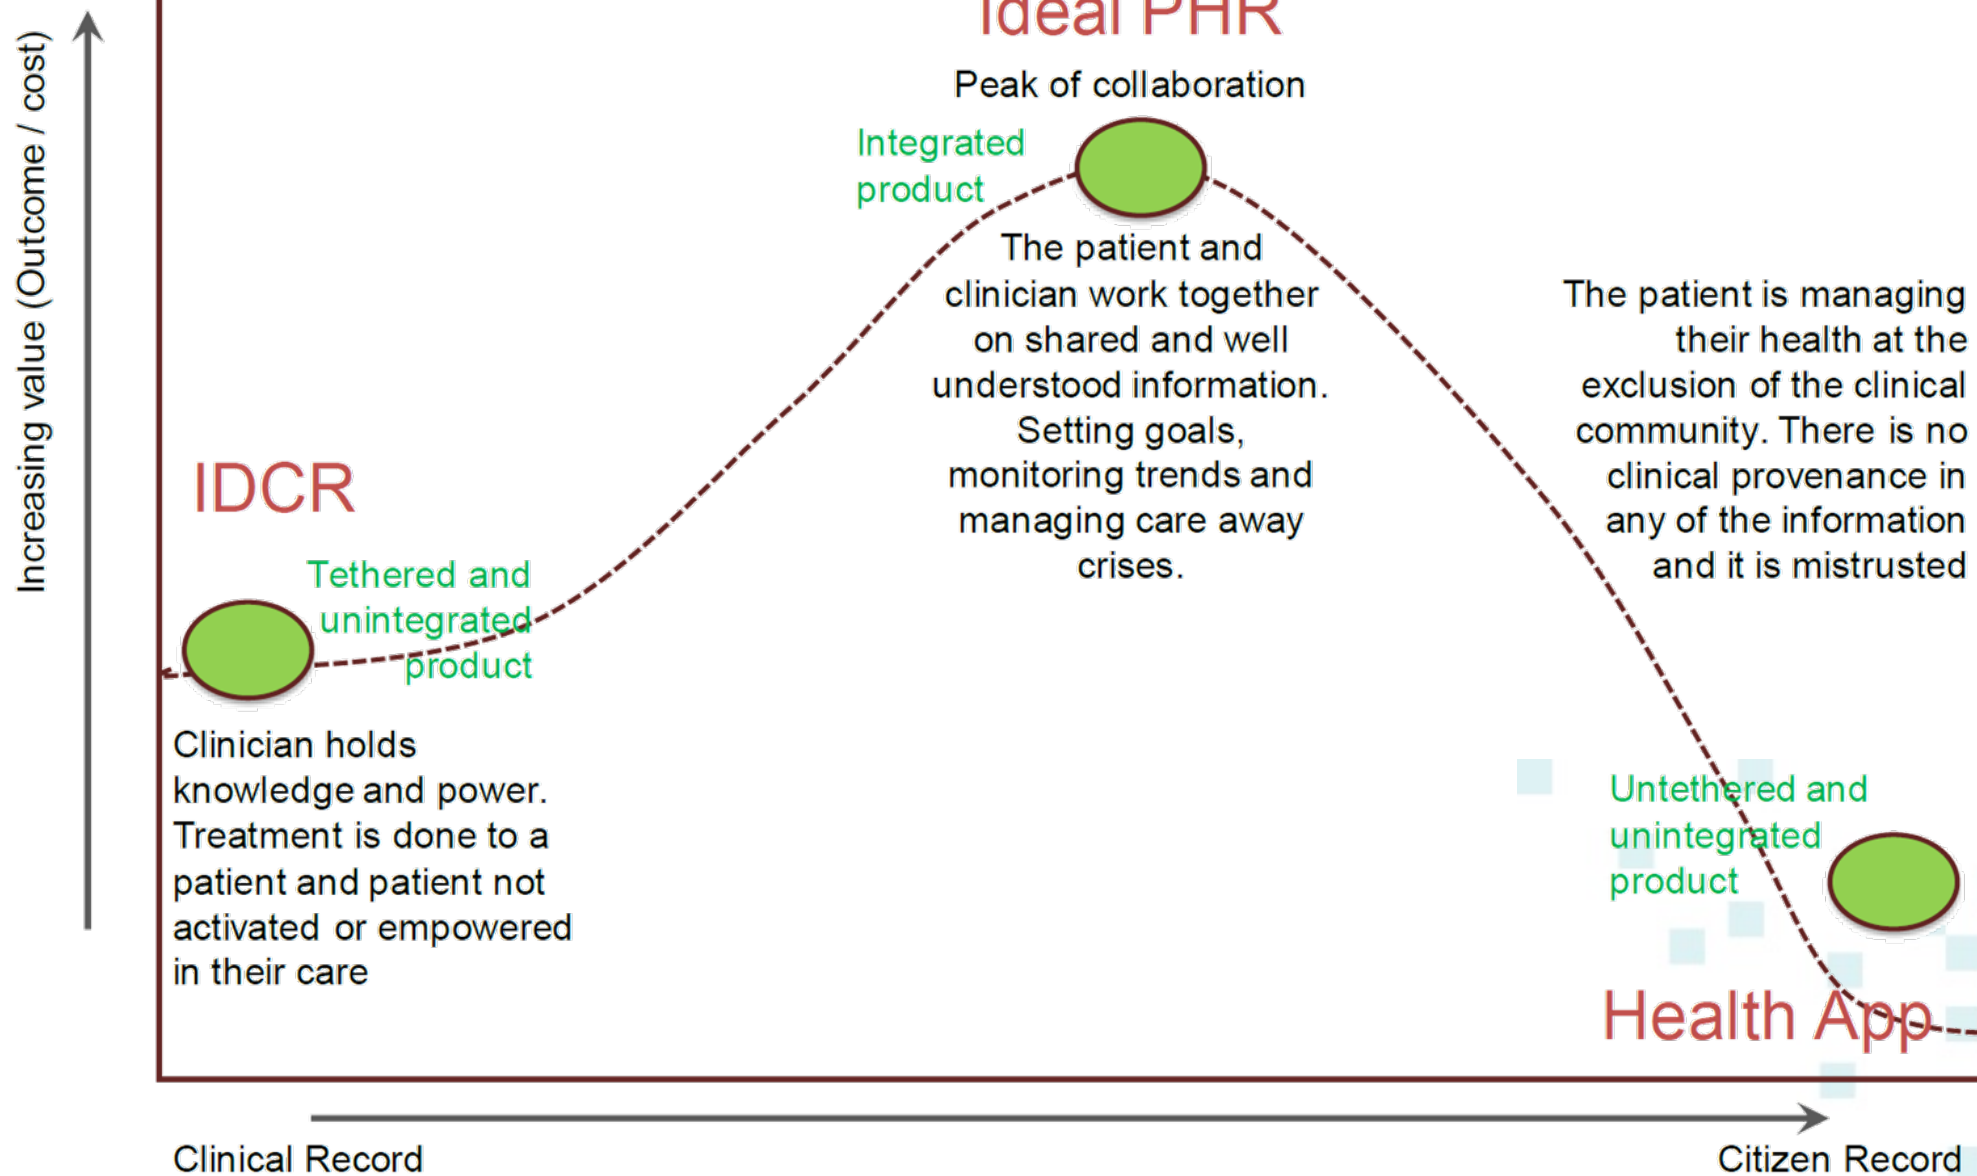 Increasing value (Outcome / cost)
Ideal PHR
Peak of collaboration
Integrated
product
The patient and
clinician work together
on shared and well
understood information.
Setting goals,
monitoring trends and
managing care away
crises.
The patient is managing
their health at the
exclusion of the clinical
community. There is no
clinical provenance in
any of the information
and it is mistrusted
IDCR
Tethered and
unintegrated
product
Clinician holds
knowledge and power.
Treatment is done to a
patient and patient not
activated or empowered
in their care
Untethered and
unintegrated
product
Health App
Clinical Record
Citizen Record